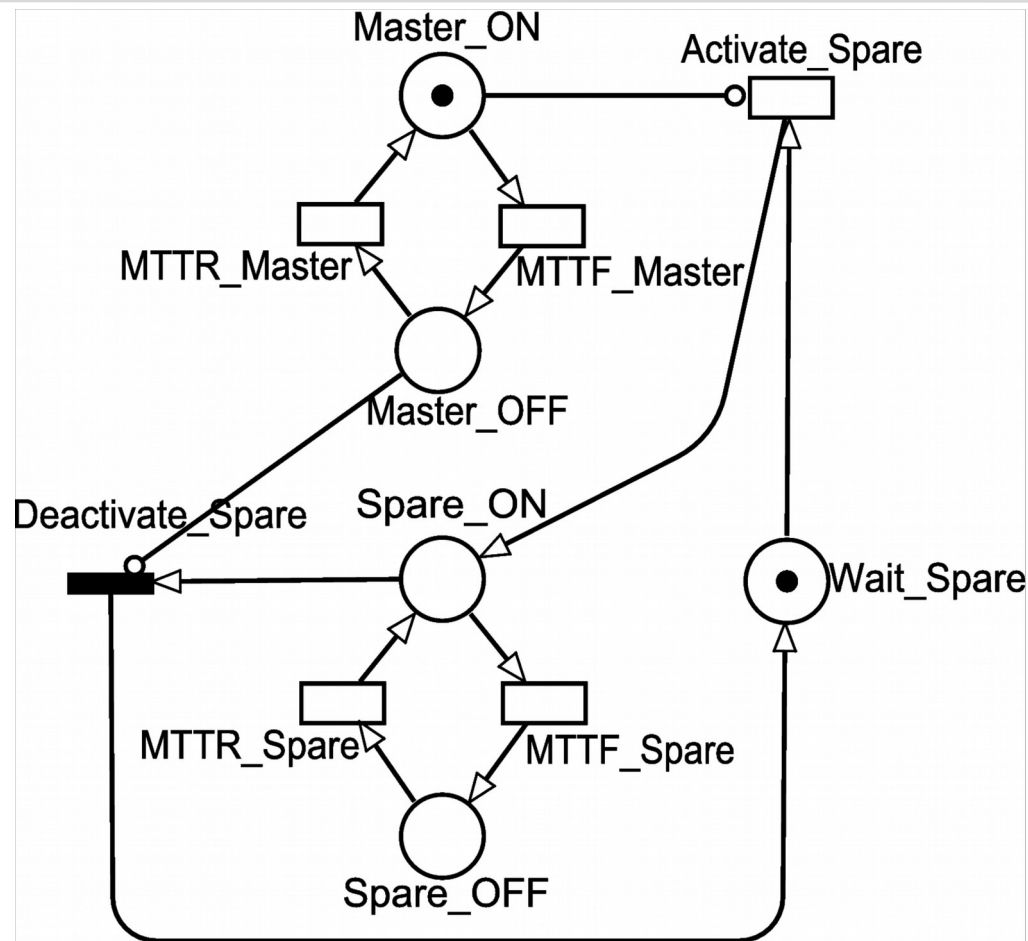 Master_ON
Activate_Spare
MTTR_Master
MTTF_Master
Master_OFF
Deactivate_Spare
Spare_ON
Wait_Spare
MTTR_Spare
MTTF_Spare
Spare_OFF